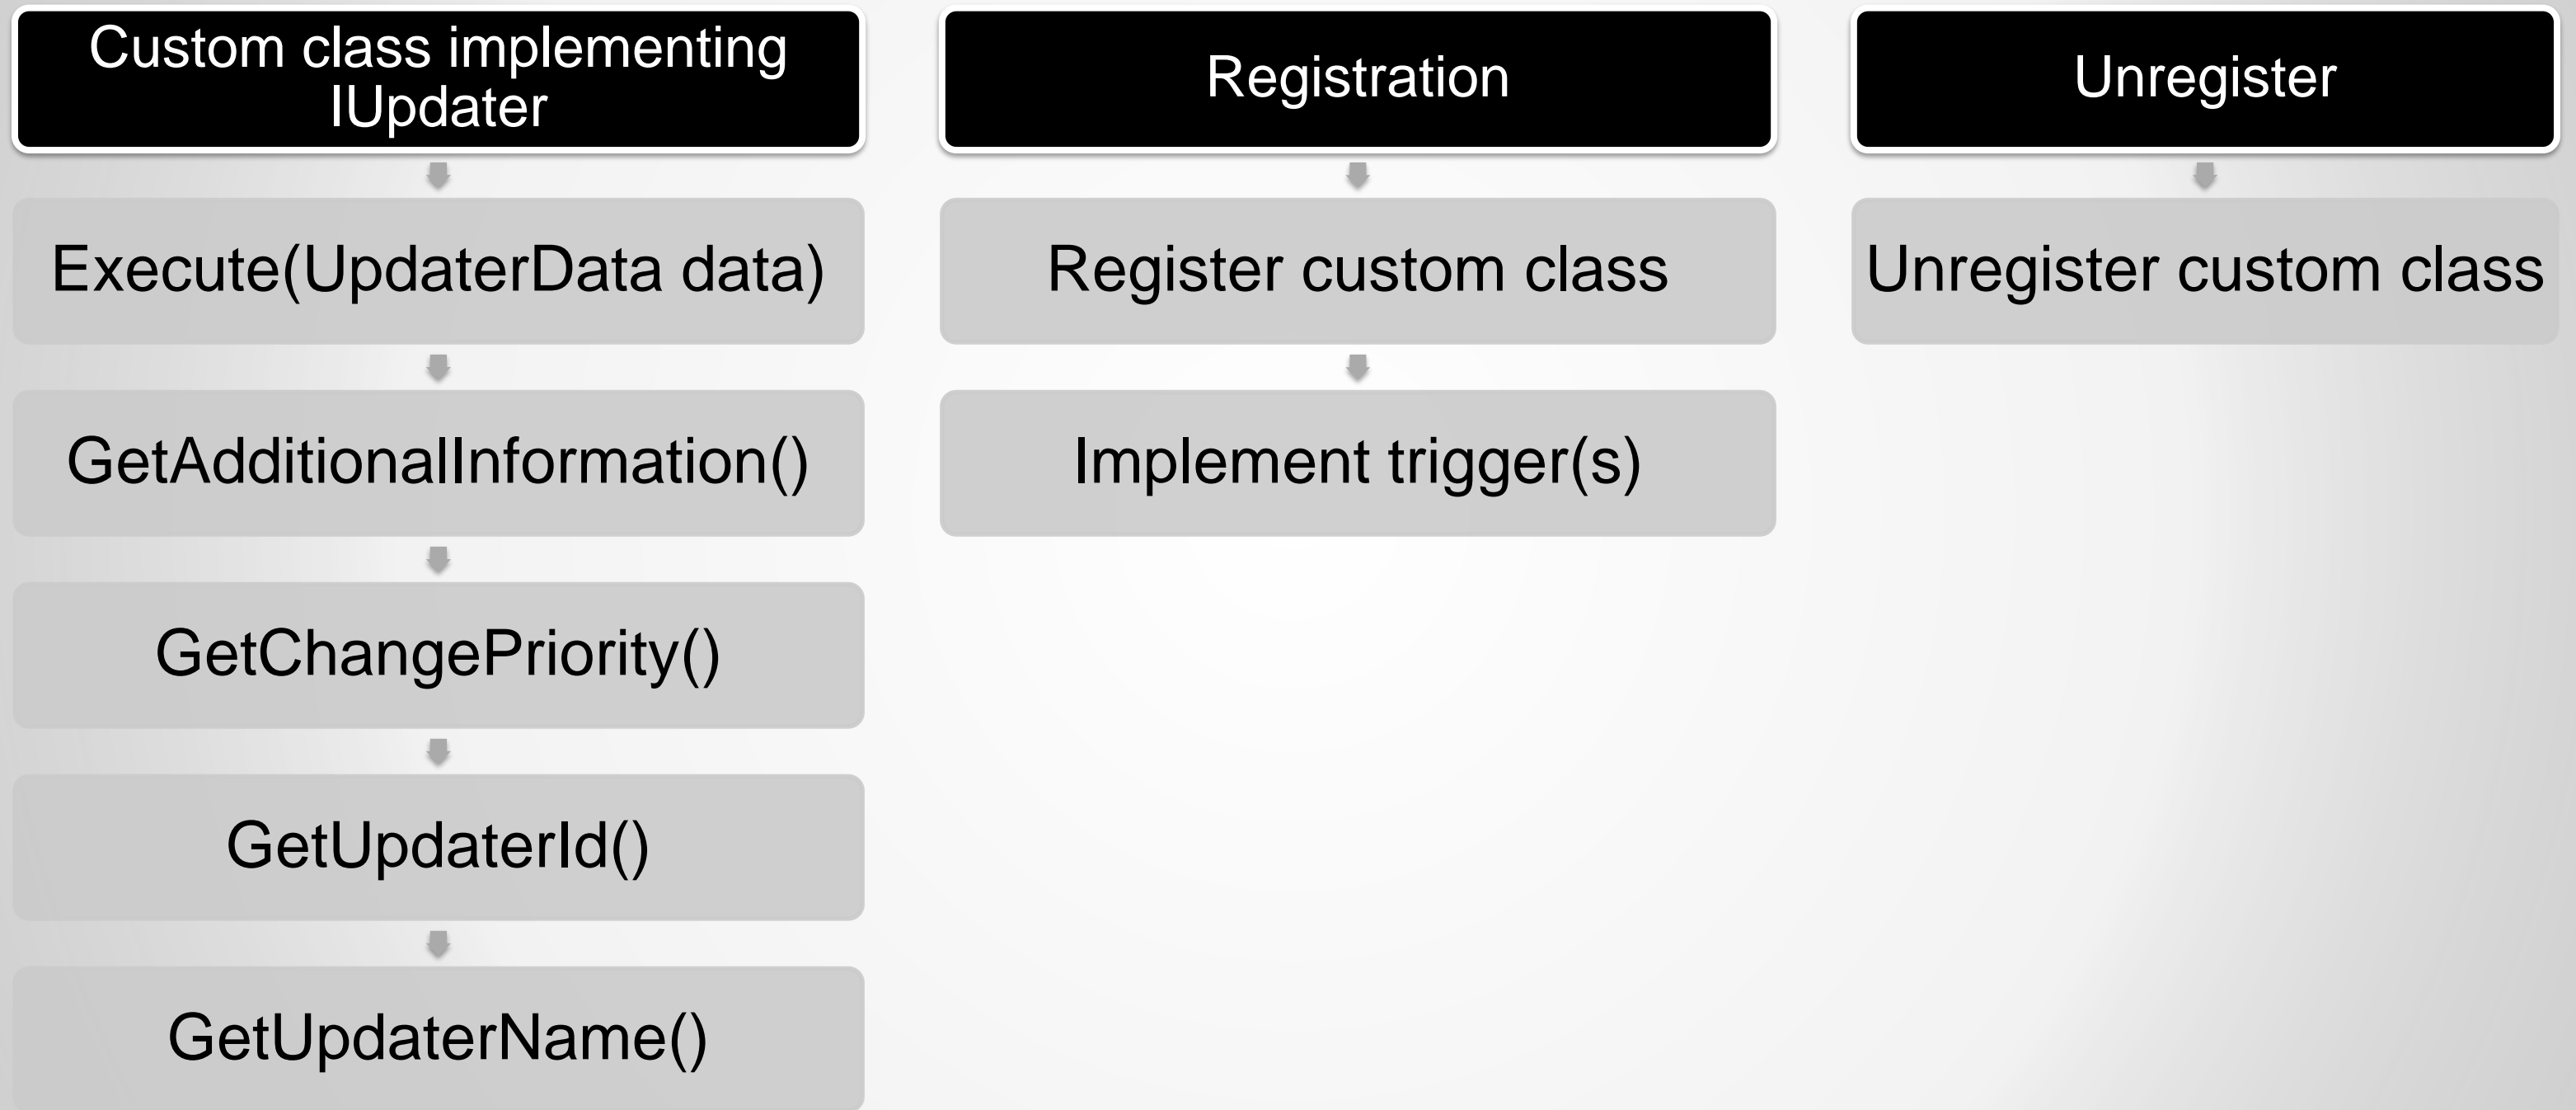 Custom class implementing
IUpdater
Execute(UpdaterData data)
GetAdditionalInformation()
GetChangePriority()
GetUpdaterId()
GetUpdaterName()
Registration
Register custom class
Implement trigger(s)
Unregister
Unregister custom class